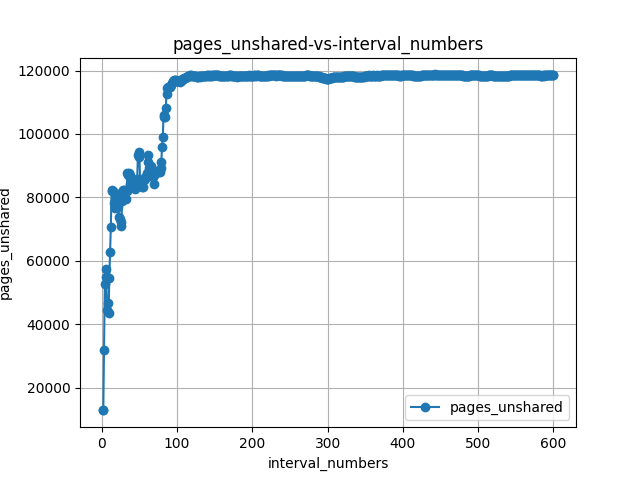 pages_unshared-vs-interval_numbers
120000
100000
80000
60000
40000
20000
pages_unshared
pages_unshared
0 100 200 300 400 500 600
interval_numbers